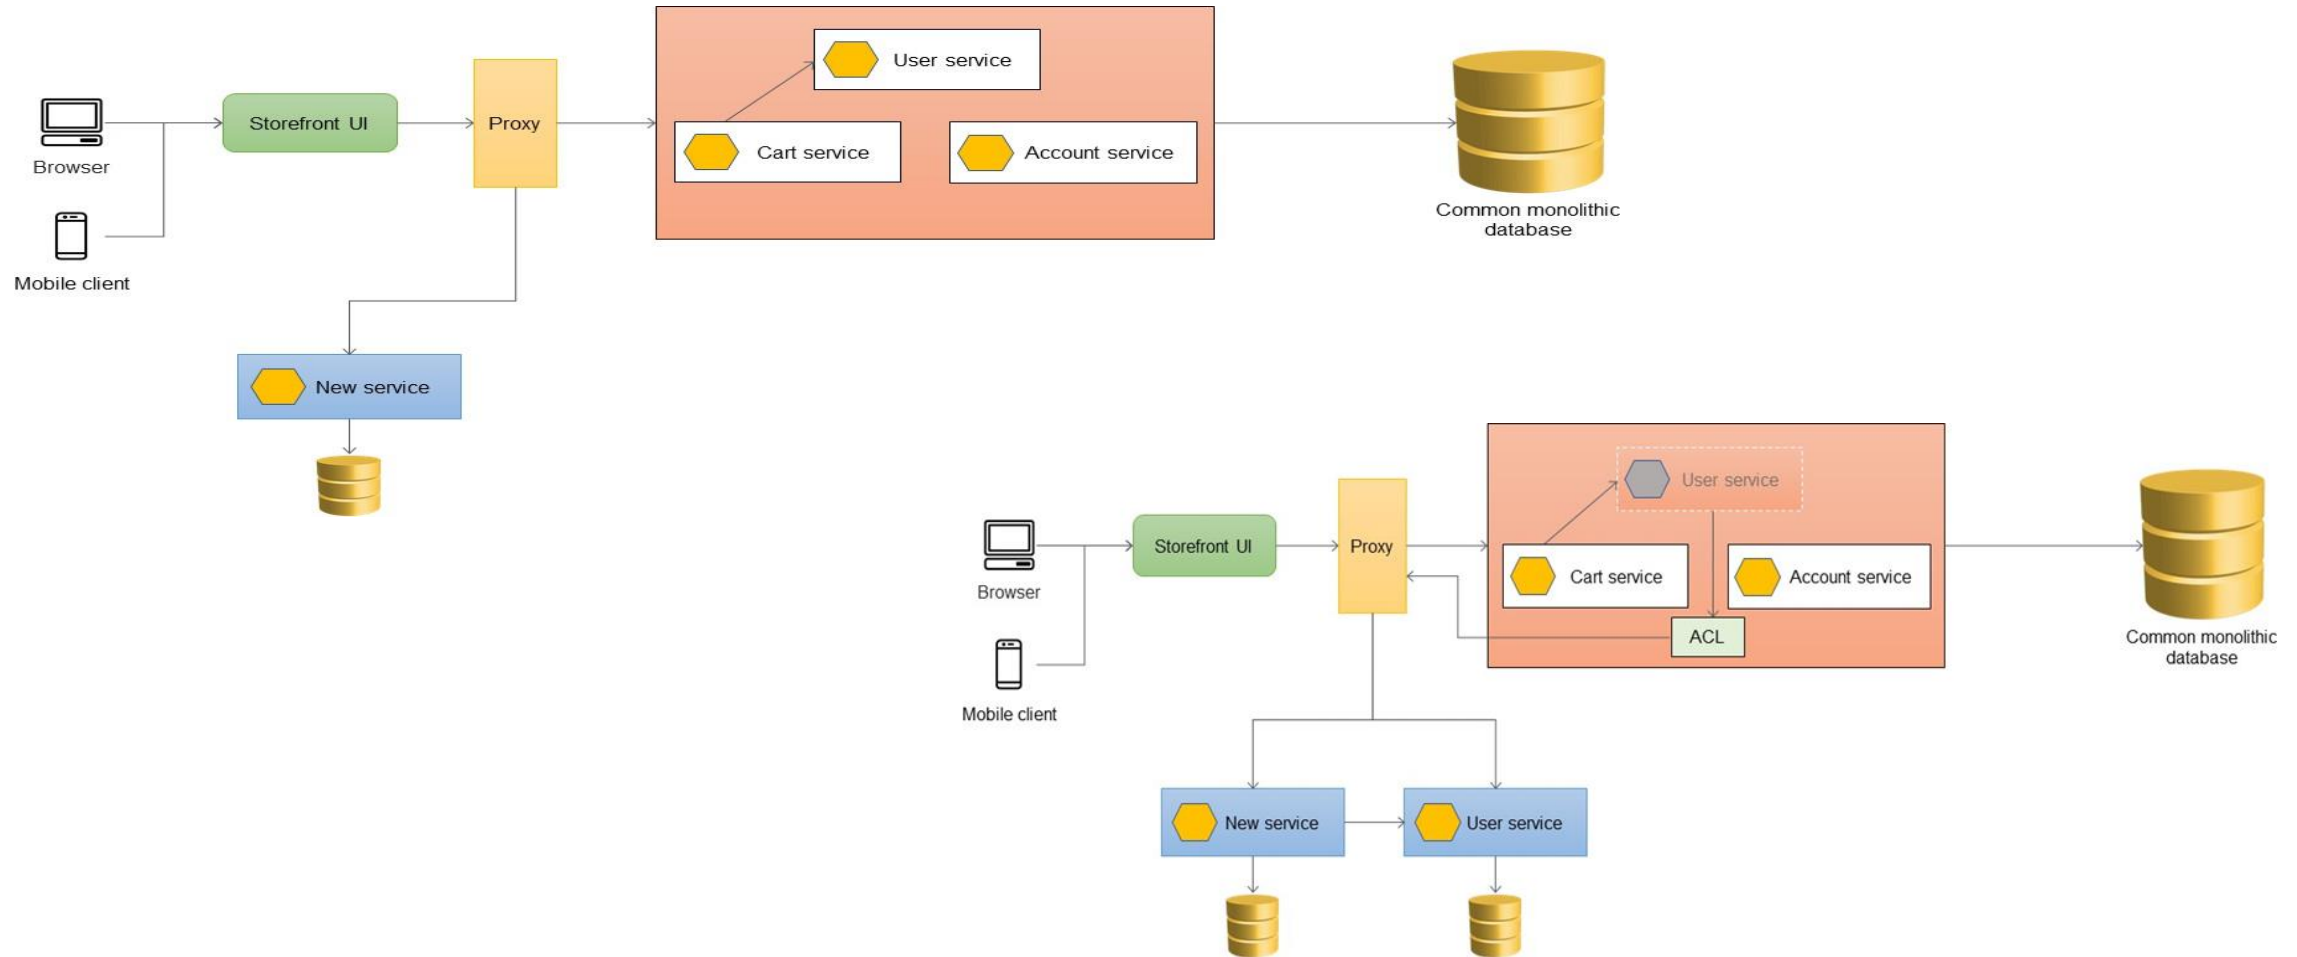 User service
Storefront UI
Proxy
Cart service
Account service
Browser
Common monolithic
database
Mobile client
New service
User service
Storefront UI
Proxy
Cart service
Account service
Browser
ACL
Common monolithic
database
Mobile client
New service
User service